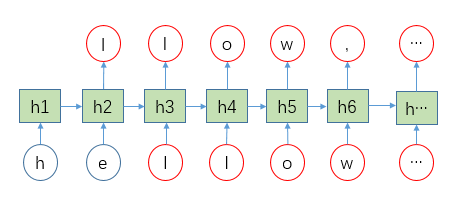 l l o w , ...
h1 h2 h3 h4 h5 h6 h...
h e l l o w ...